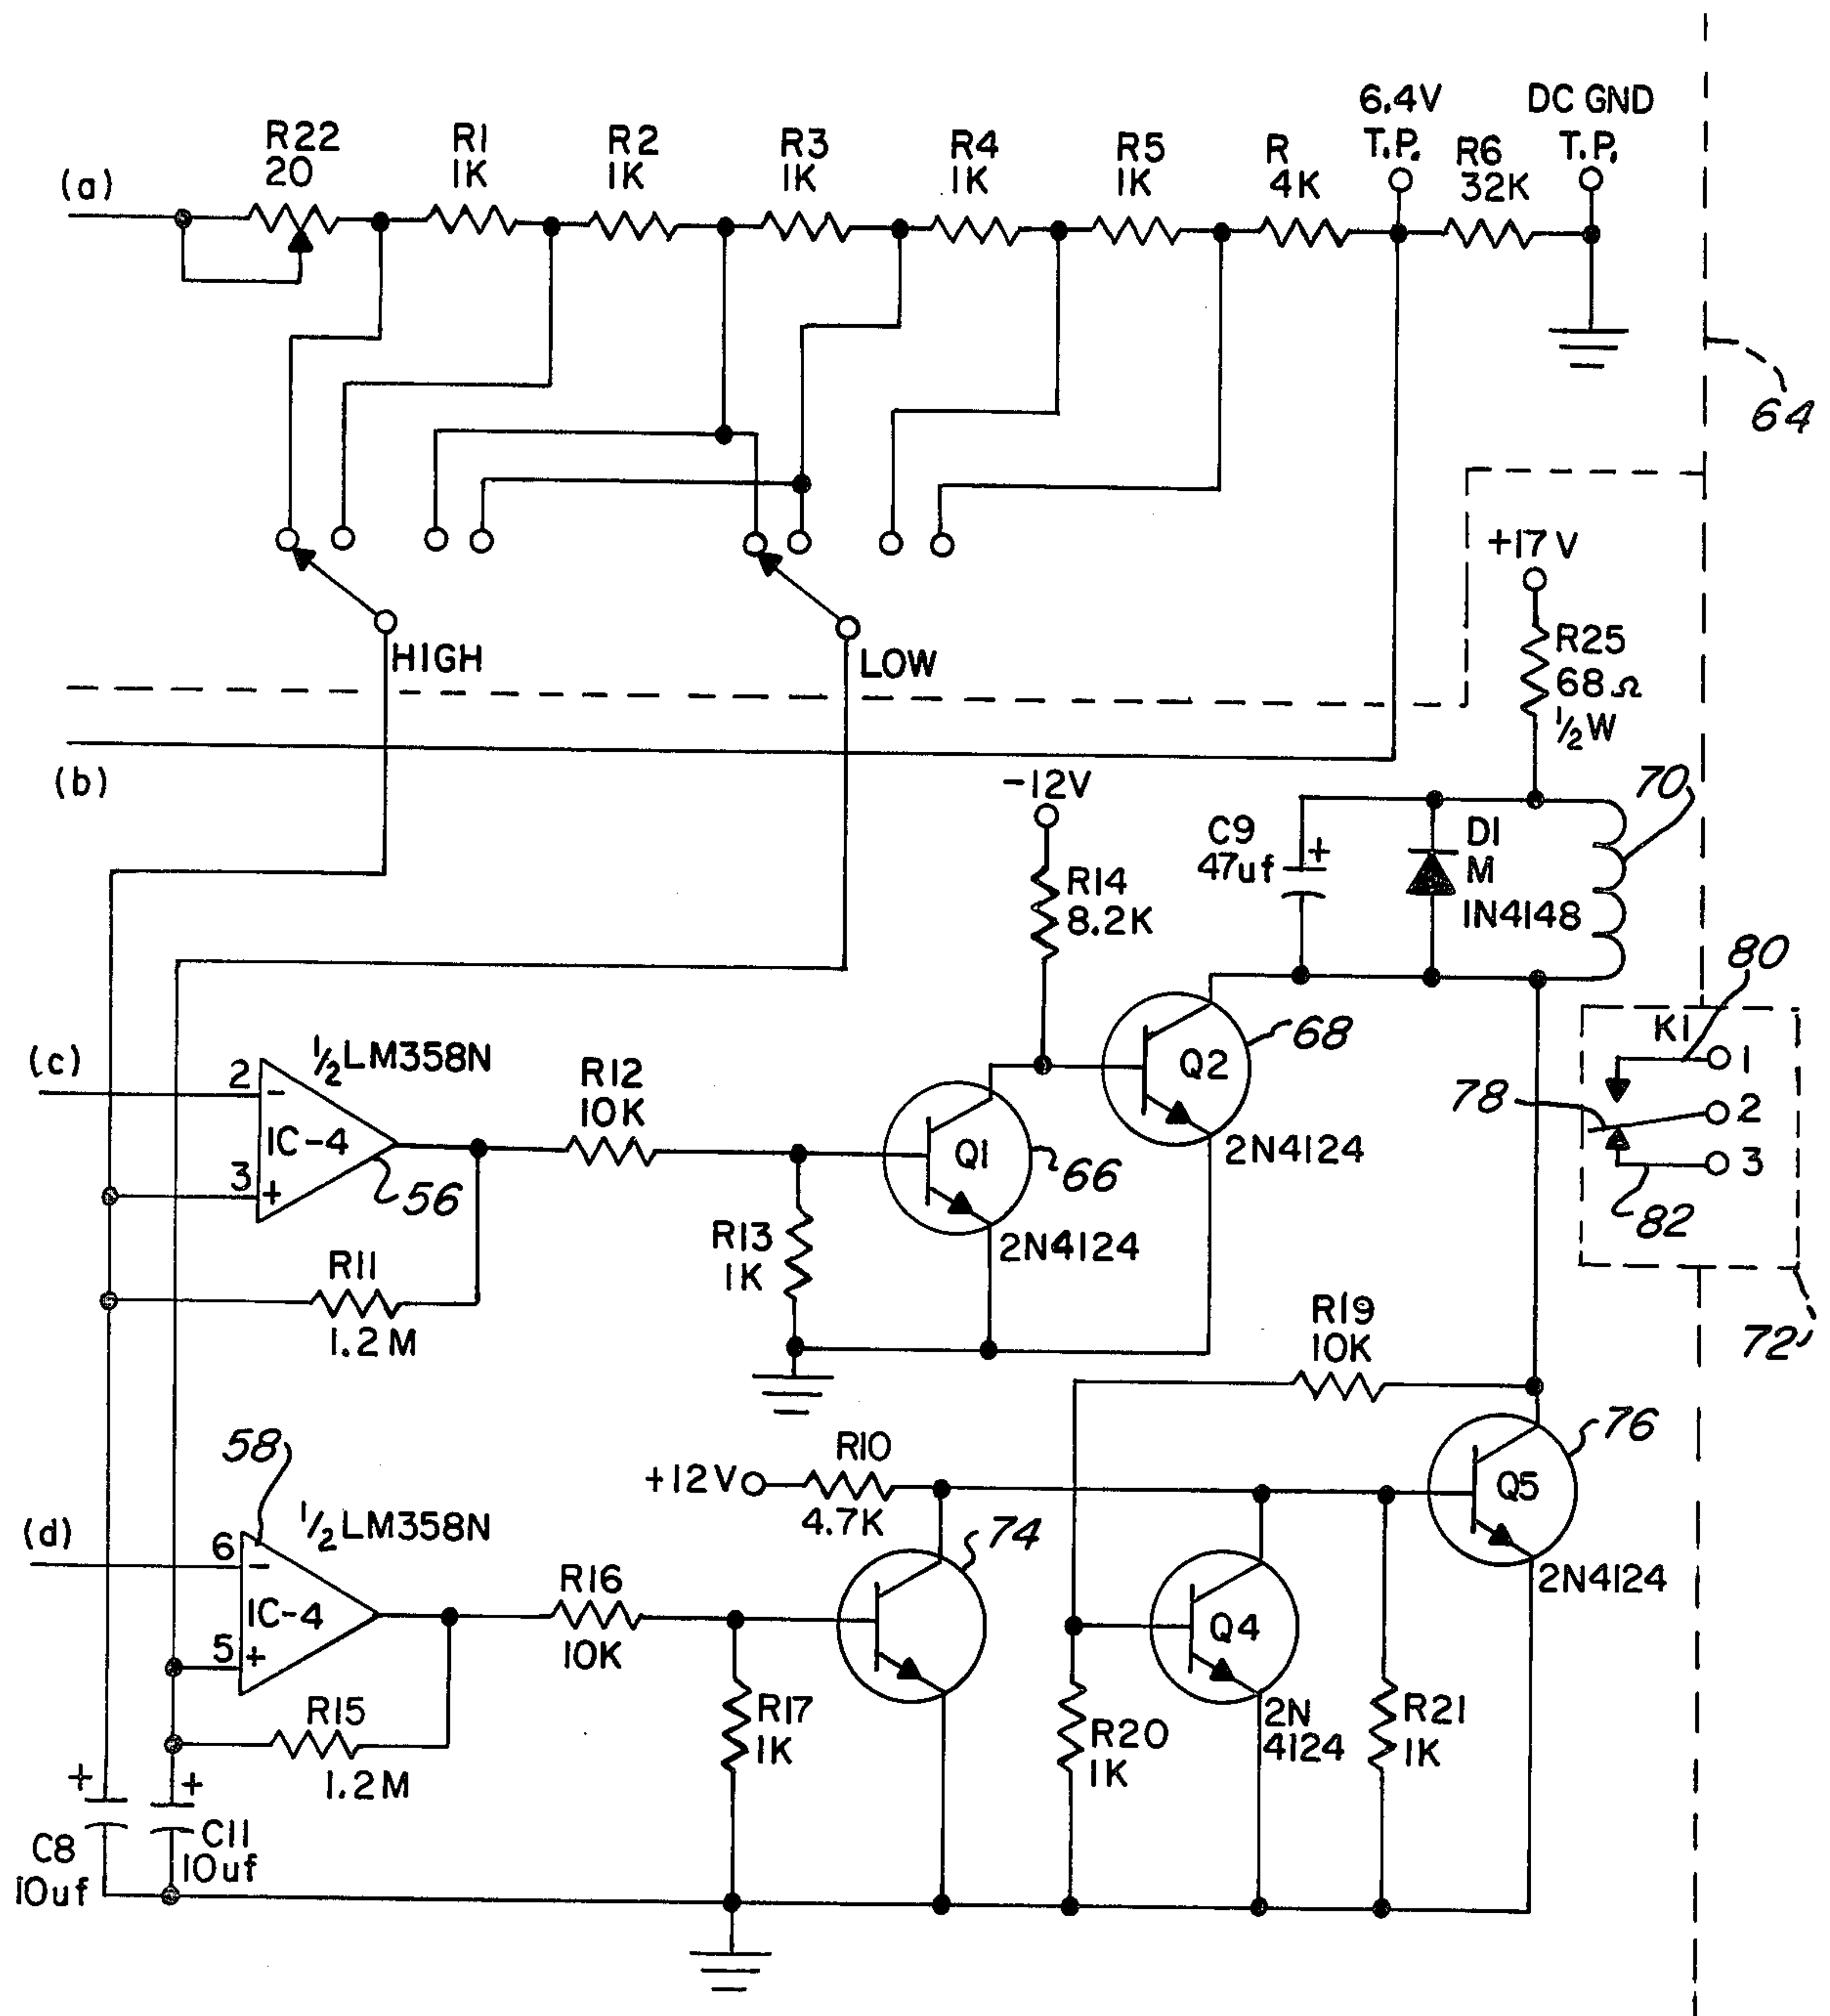 6.4V
T.P.
DC GND
T.P.
R22
20
R1
1K
R2
1K
R3
1K
R4
1K
R5
1K
R
4K
R6
32K
(a)
64
+17V
R25
68Ω
½W
HIGH
LOW
(b)
-12V
R14
8.2K
C9
47uf
+
D1
M
1N4148
70
80
K1
1
2
3
78
82
72
(c)
2
-
½LM358N
IC-4
3
+
56
R12
10K
R11
1.2M
R13
1K
Q1
66
2N4124
Q2
68
2N4124
R19
10K
58
R10
+12V
4.7K
74
76
Q5
2N4124
(d)
6
-
½LM358N
IC-4
5
+
R16
10K
R15
1.2M
R17
1K
Q4
2N
4124
R20
1K
R21
1K
+
C8
10uf
+
C11
10uf